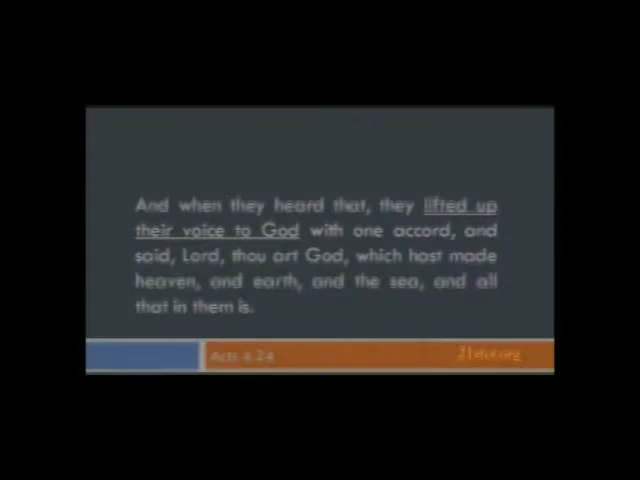 And when they heard that, they lifted up
their voice to God with one accord, and
said, Lord, thou art God, which hast made
heaven, and earth, and the sea, and all
that in them is.
Acts 4:24